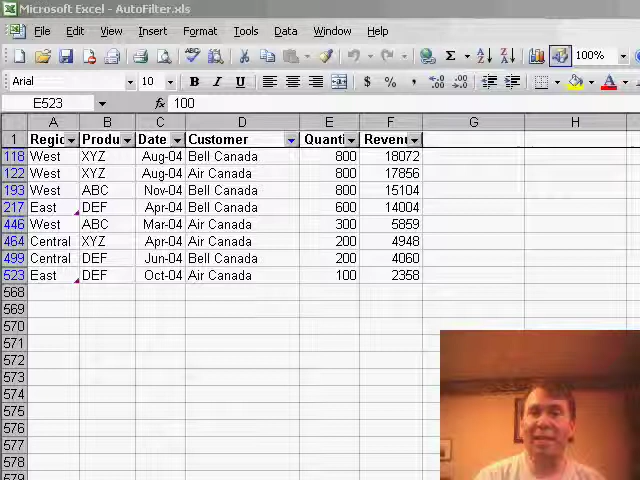 Microsoft Excel - AutoFilter.xls
File Edit View Insert Format Tools Data Window Help
100%
Arial 10 B I U $ % ,
E523 fx 100
A B C D E F G H
1 Regic Produ Date Customer Quanti Reven
118 West XYZ Aug-04 Bell Canada 800 18072
122 West XYZ Aug-04 Air Canada 800 17856
193 West ABC Nov-04 Bell Canada 800 15104
217 East DEF Apr-04 Bell Canada 600 14004
446 West ABC Mar-04 Air Canada 300 5859
464 Central XYZ Apr-04 Air Canada 200 4948
499 Central DEF Jun-04 Bell Canada 200 4060
523 East DEF Oct-04 Air Canada 100 2358
568
569
570
571
572
573
574
575
576
577
578
579